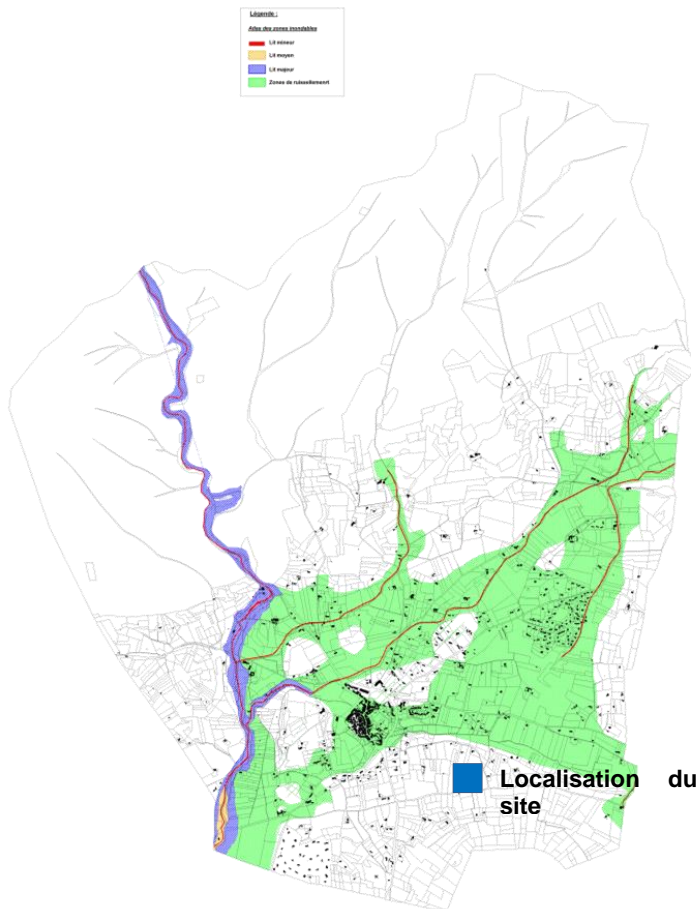 Légende :
Atlas des zones inondables
Lit mineur
Lit moyen
Lit majeur
Zones de ruissellement
Localisation du
site